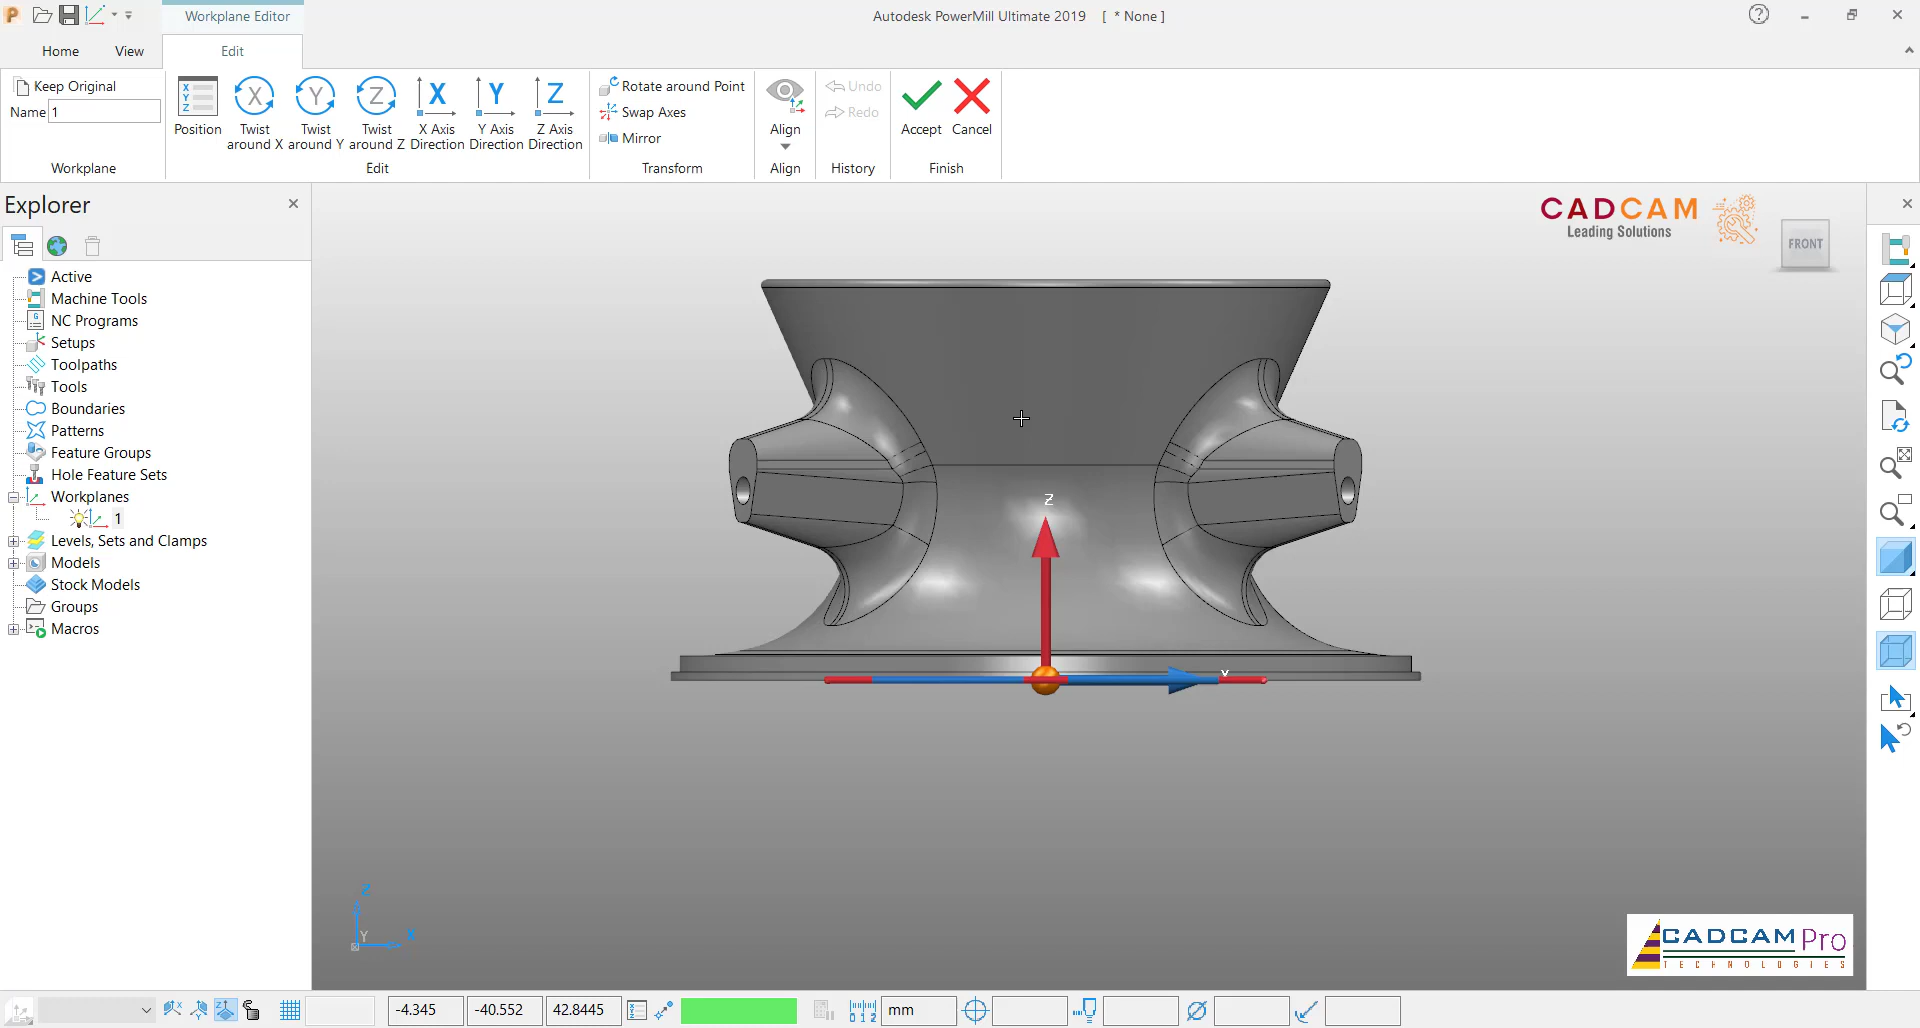 Workplane Editor
Autodesk PowerMill Ultimate 2019 [ * None ]
Home View Edit
Keep Original
Name 1
Workplane
Position
Twist around X
Twist around Y
Twist around Z
X Axis Direction
Y Axis Direction
Z Axis Direction
Edit
Rotate around Point
Swap Axes
Mirror
Transform
Align
Align
Undo
Redo
History
Accept Cancel
Finish
Explorer
Active
Machine Tools
NC Programs
Setups
Toolpaths
Tools
Boundaries
Patterns
Feature Groups
Hole Feature Sets
Workplanes
1
Levels, Sets and Clamps
Models
Stock Models
Groups
Macros
CADCAM
Leading Solutions
FRONT
Z
Z
Y
X
CADCAM Pro
TECHNOLOGIES
-4.345 -40.552 42.8445 mm